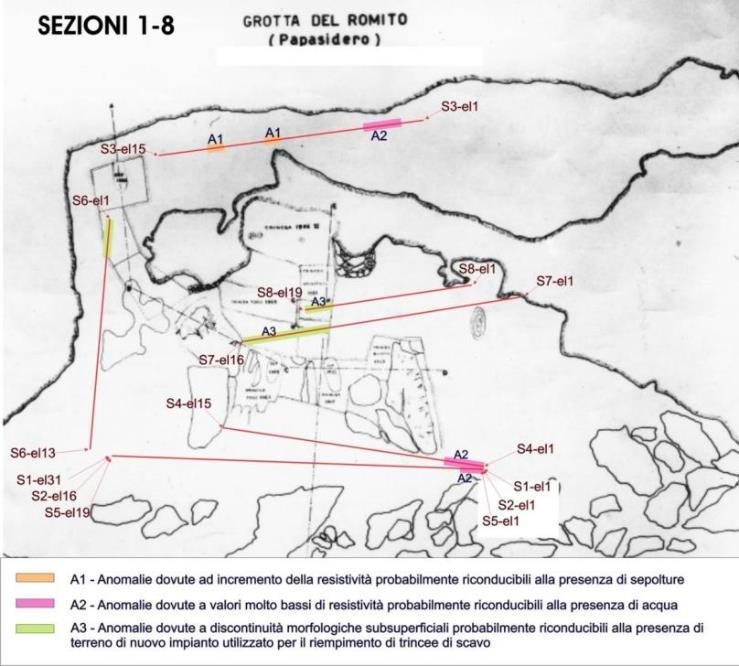 SEZIONI 1-8
GROTTA DEL ROMITO
(Papasidero)
S3-el1
A1
A1
A2
S3-el15
S6-el1
TRINCEA
S8-el1
S7-el1
S8-el19
A3
A3
S7-el16
S4-el15
S6-el13
A2
S4-el1
A2
S1-el31
S1-el1
S2-el16
S2-el1
S5-el19
S5-el1
A1 - Anomalie dovute ad incremento della resistività probabilmente riconducibili alla presenza di sepolture
A2 - Anomalie dovute a valori molto bassi di resistività probabilmente riconducibili alla presenza di acqua
A3 - Anomalie dovute a discontinuità morfologiche subsuperficiali probabilmente riconducibili alla presenza di
terreno di nuovo impianto utilizzato per il riempimento di trincee di scavo